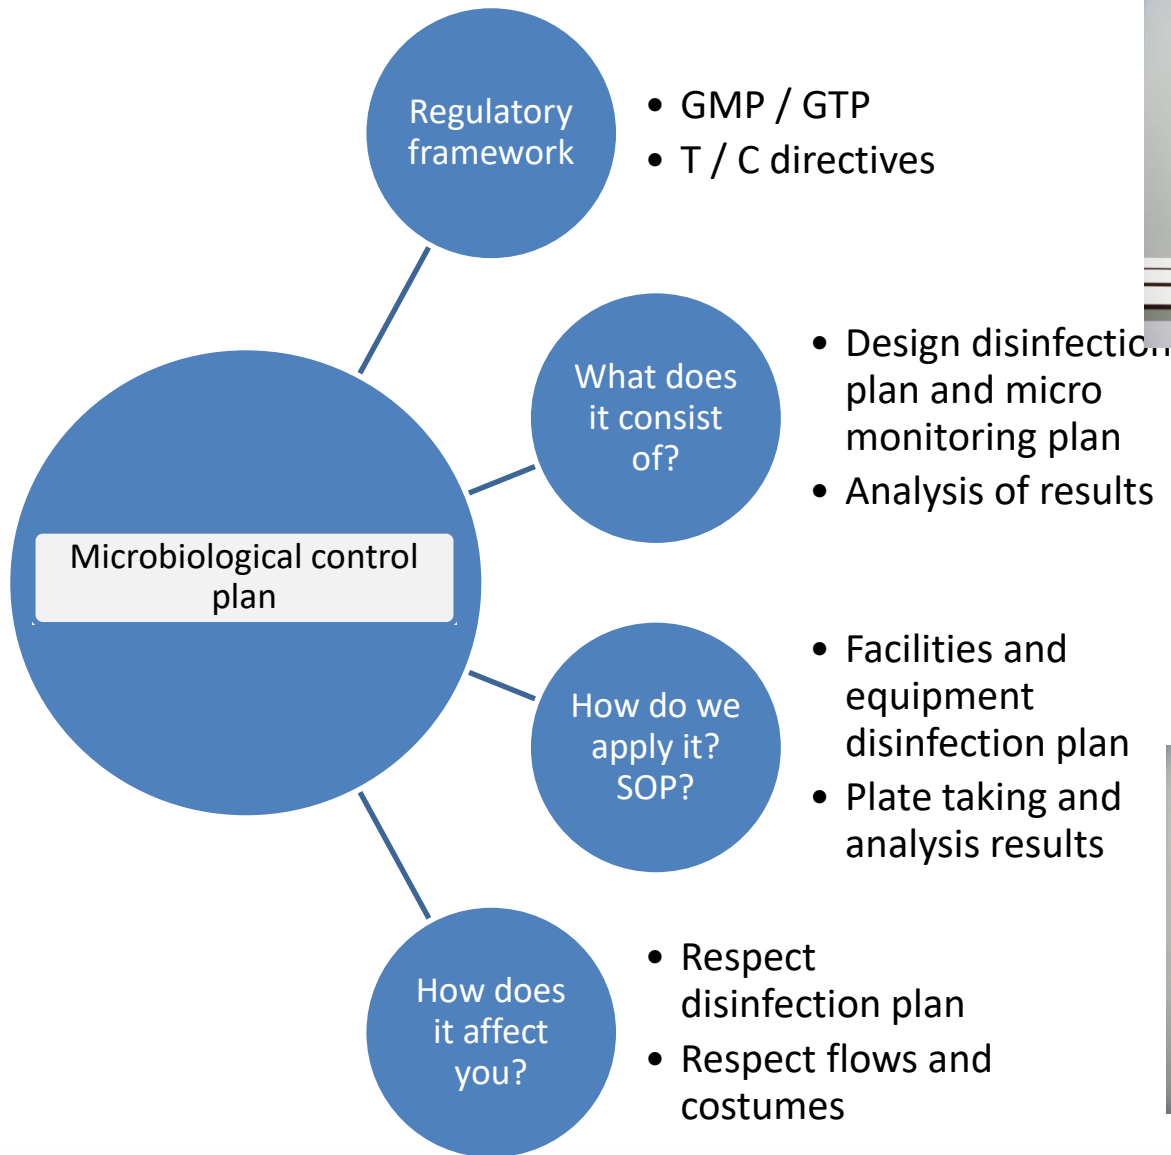 Regulatory
framework
• GMP / GTP
• T / C directives
What does
it consist
of?
• Design disinfection
plan and micro
monitoring plan
• Analysis of results
Microbiological control
plan
How do we
apply it?
SOP?
• Facilities and
equipment
disinfection plan
• Plate taking and
analysis results
How does
it affect
you?
• Respect
disinfection plan
• Respect flows and
costumes